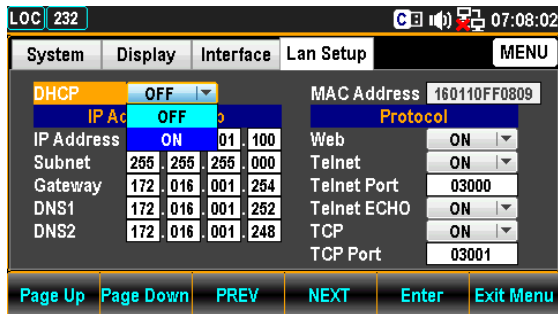 LOC 232 C 07:08:02
System Display Interface Lan Setup MENU
DHCP OFF MAC Address 160110FF0809
OFF Protocol
IP Address ON 01 . 100 Web ON
Subnet 255 . 255 . 255 . 000 Telnet ON
Gateway 172 . 016 . 001 . 254 Telnet Port 03000
DNS1 172 . 016 . 001 . 252 Telnet ECHO ON
DNS2 172 . 016 . 001 . 248 TCP ON
TCP Port 03001
Page Up Page Down PREV NEXT Enter Exit Menu